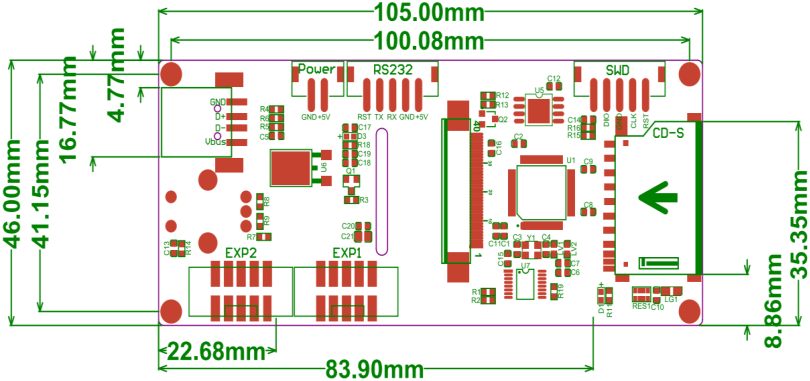 105.00mm
100.08mm
46.00mm
41.15mm
16.77mm
4.77mm
Power
RS232
SWD
GND+5V
RST TX RX GND+5V
DIO
CLK
RST
GND
D+
D-
Vbus
R4
R6
R5
C5
C17
D3
R18
C19
C18
U6
Q1
R3
R12
R13
Q2
U5
C12
C14
R16
R15
C2
C16
40
U1
C9
C8
CD-S
R8
R9
R7
C13
R14
C20
C21
EXP2
EXP1
C11
C1
C3
Y1
C4
LV2
C15
U7
C7
C6
1
R1
R2
R19
D1
R11
RES1
C10
LG1
35.35mm
8.86mm
22.68mm
83.90mm